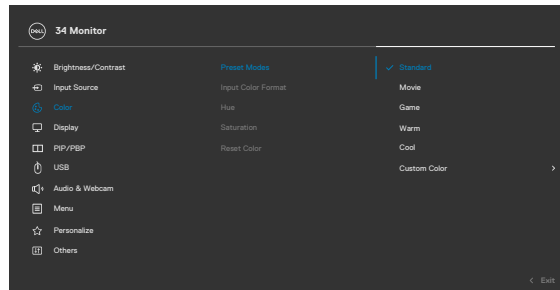 DELL 34 Monitor
Brightness/Contrast Preset Modes Standard
Input Source Input Color Format Movie
Color Hue Game
Display Saturation Warm
PIP/PBP Reset Color Cool
USB Custom Color
Audio & Webcam
Menu
Personalize
Others
Exit